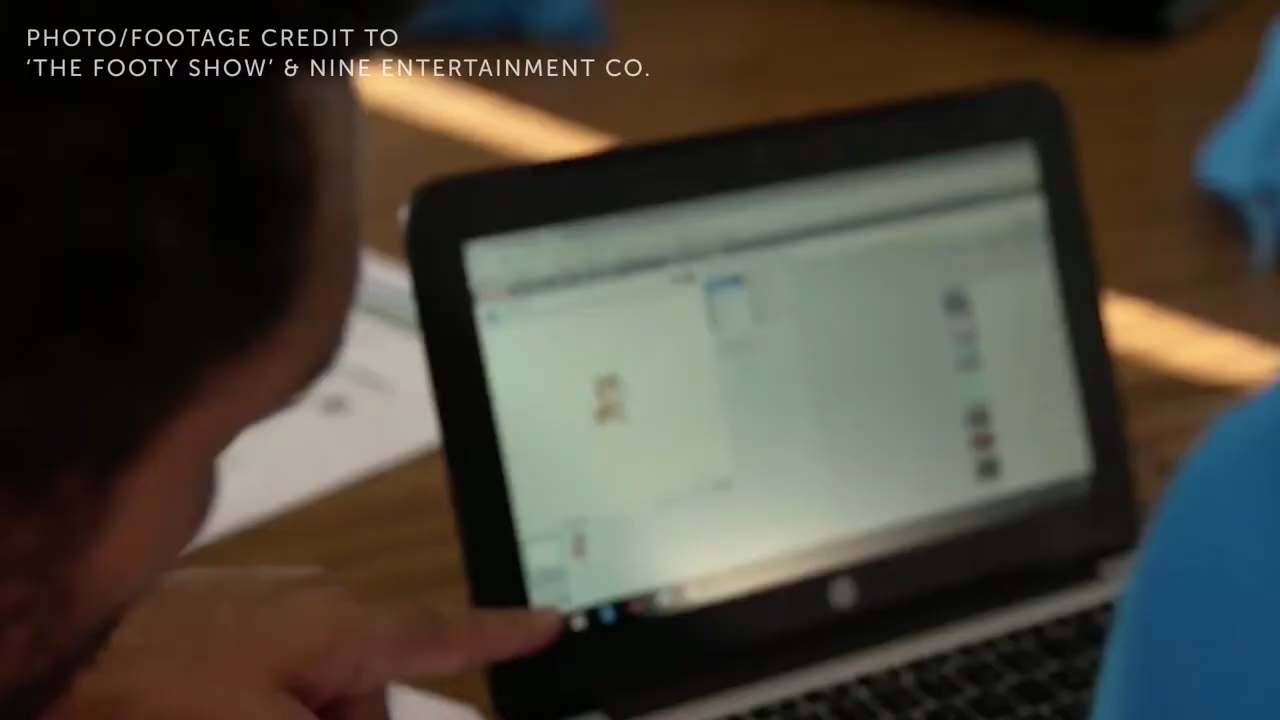 PHOTO/FOOTAGE CREDIT TO
‘THE FOOTY SHOW’ & NINE ENTERTAINMENT CO.